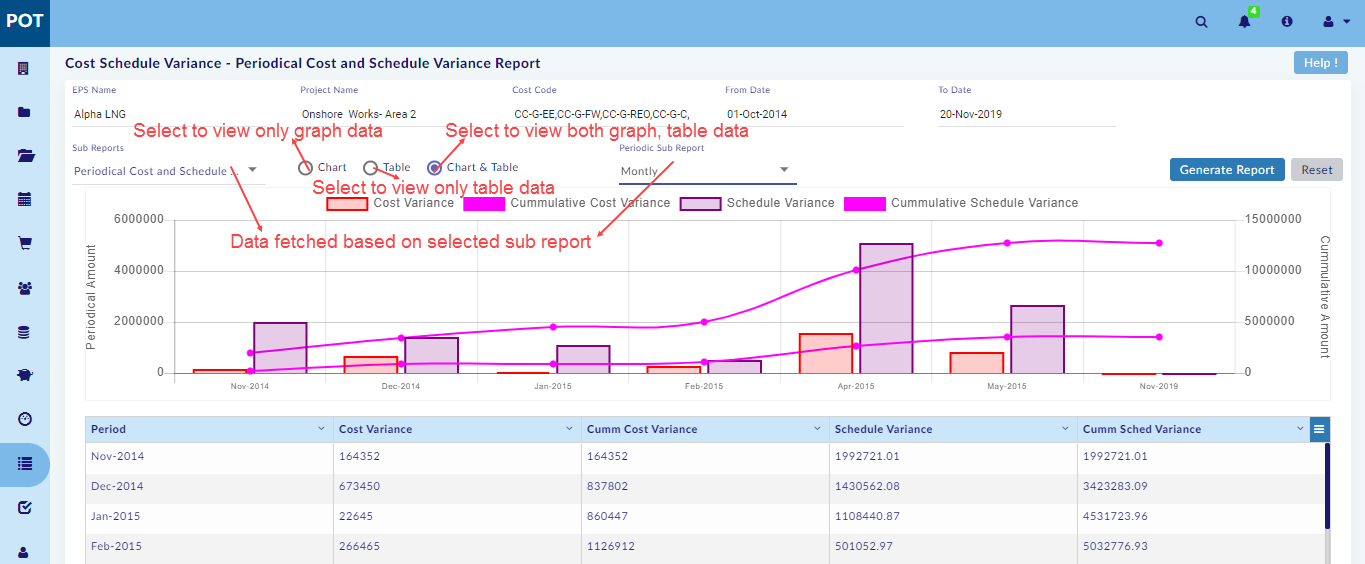 POT
4
Cost Schedule Variance - Periodical Cost and Schedule Variance Report
Help !
EPS Name Project Name Cost Code From Date To Date
Alpha LNG Onshore Works- Area 2 CC-G-EE,CC-G-FW,CC-G-REO,CC-G-C, 01-Oct-2014 20-Nov-2019
Select to view only graph data Select to view both graph, table data
Sub Reports Periodic Sub Report
Periodical Cost and Schedule ... Chart Table Chart & Table Montly Generate Report Reset
Select to view only table data
Cost Variance Cummulative Cost Variance Schedule Variance Cummulative Schedule Variance
Data fetched based on selected sub report
Periodical Amount
6000000
4000000
2000000
0
15000000
10000000
5000000
0
Cummulative Amount
Nov-2014 Dec-2014 Jan-2015 Feb-2015 Apr-2015 May-2015 Nov-2019
Period Cost Variance Cumm Cost Variance Schedule Variance Cumm Sched Variance
Nov-2014 164352 164352 1992721.01 1992721.01
Dec-2014 673450 837802 1430562.08 3423283.09
Jan-2015 22645 860447 1108440.87 4531723.96
Feb-2015 266465 1126912 501052.97 5032776.93